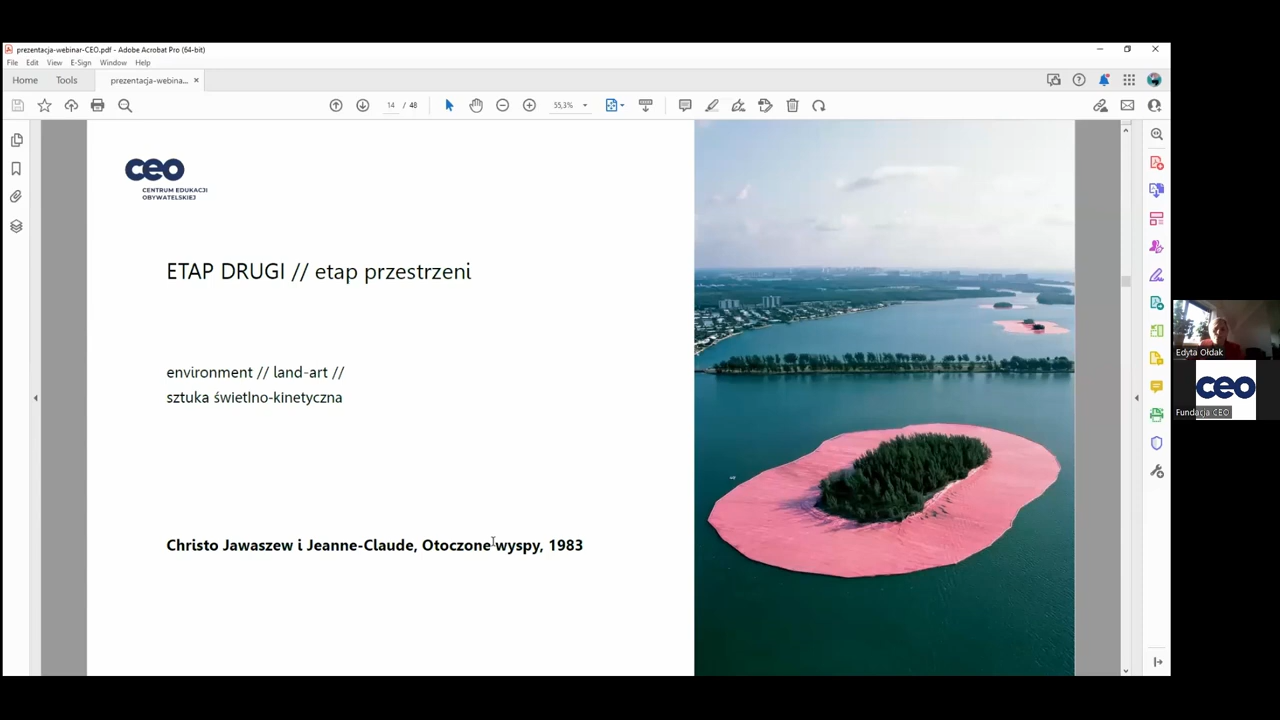 prezentacja-webinar-CEO.pdf - Adobe Acrobat Pro (64-bit)
File Edit View E-Sign Window Help
Home Tools prezentacja-webina... ×
14 / 48 55,3%
ceo
CENTRUM EDUKACJI
OBYWATELSKIEJ
ETAP DRUGI // etap przestrzeni
environment // land-art //
sztuka świetlno-kinetyczna
Christo Jawaszew i Jeanne-Claude, Otoczone wyspy, 1983
Edyta Ołdak
ceo
Fundacja CEO